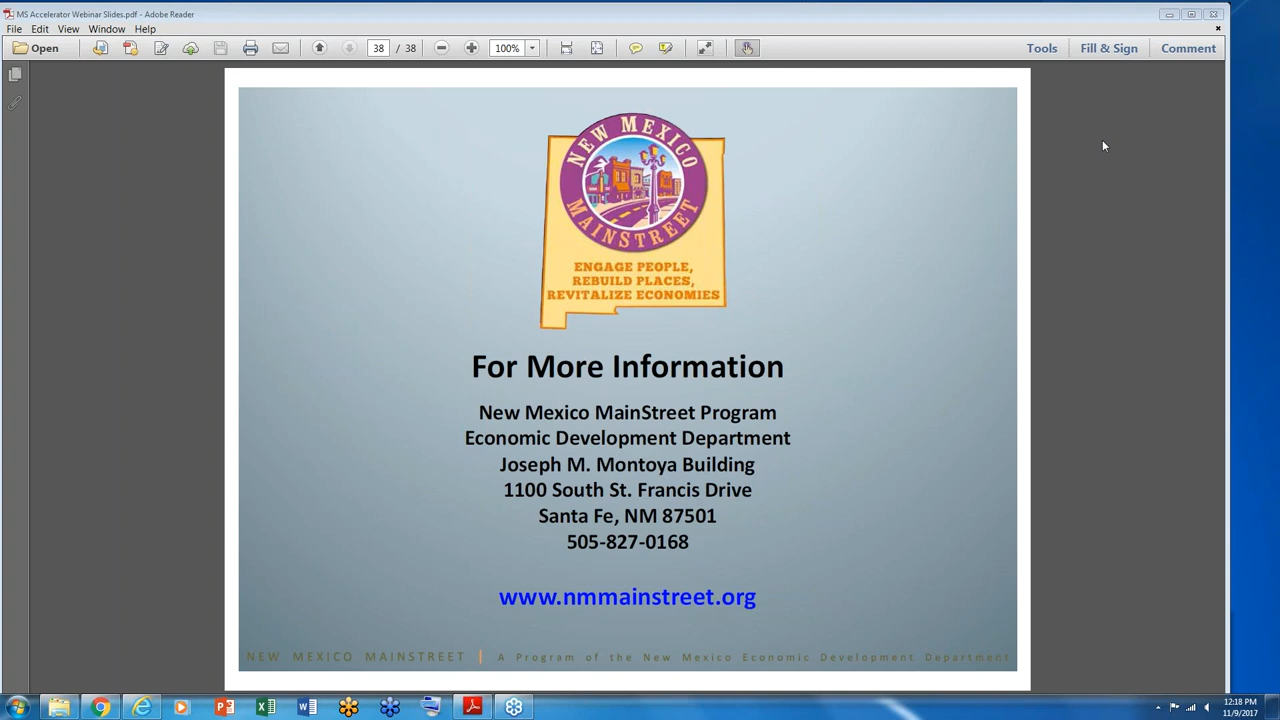 MS Accelerator Webinar Slides.pdf - Adobe Reader
File Edit View Window Help
Open 38 / 38 100% Tools Fill & Sign Comment
NEW MEXICO
MAINSTREET
ENGAGE PEOPLE,
REBUILD PLACES,
REVITALIZE ECONOMIES
For More Information
New Mexico MainStreet Program
Economic Development Department
Joseph M. Montoya Building
1100 South St. Francis Drive
Santa Fe, NM 87501
505-827-0168
www.nmmainstreet.org
NEW MEXICO MAINSTREET | A Program of the New Mexico Economic Development Department
12:18 PM
11/9/2017